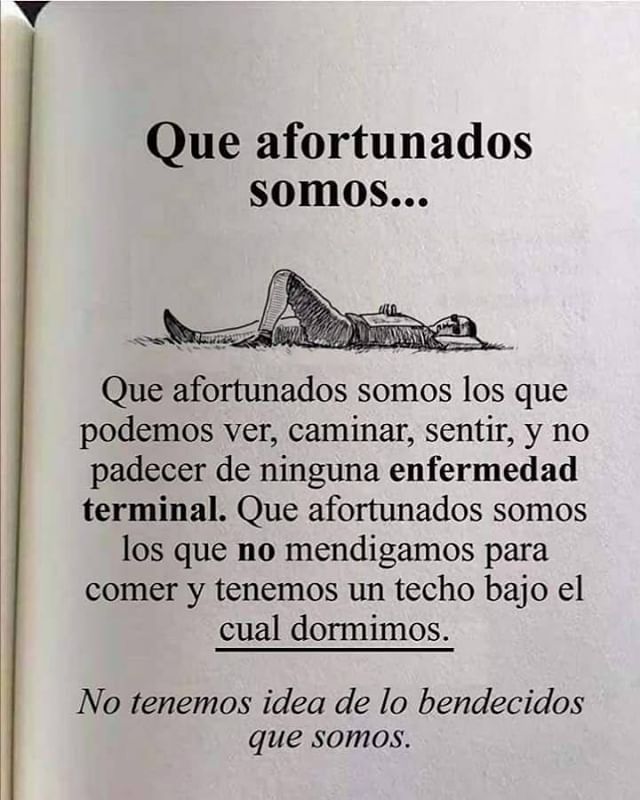 Que afortunados
somos...
Que afortunados somos los que
podemos ver, caminar, sentir, y no
padecer de ninguna enfermedad
terminal. Que afortunados somos
los que no mendigamos para
comer y tenemos un techo bajo el
cual dormimos.
No tenemos idea de lo bendecidos
que somos.